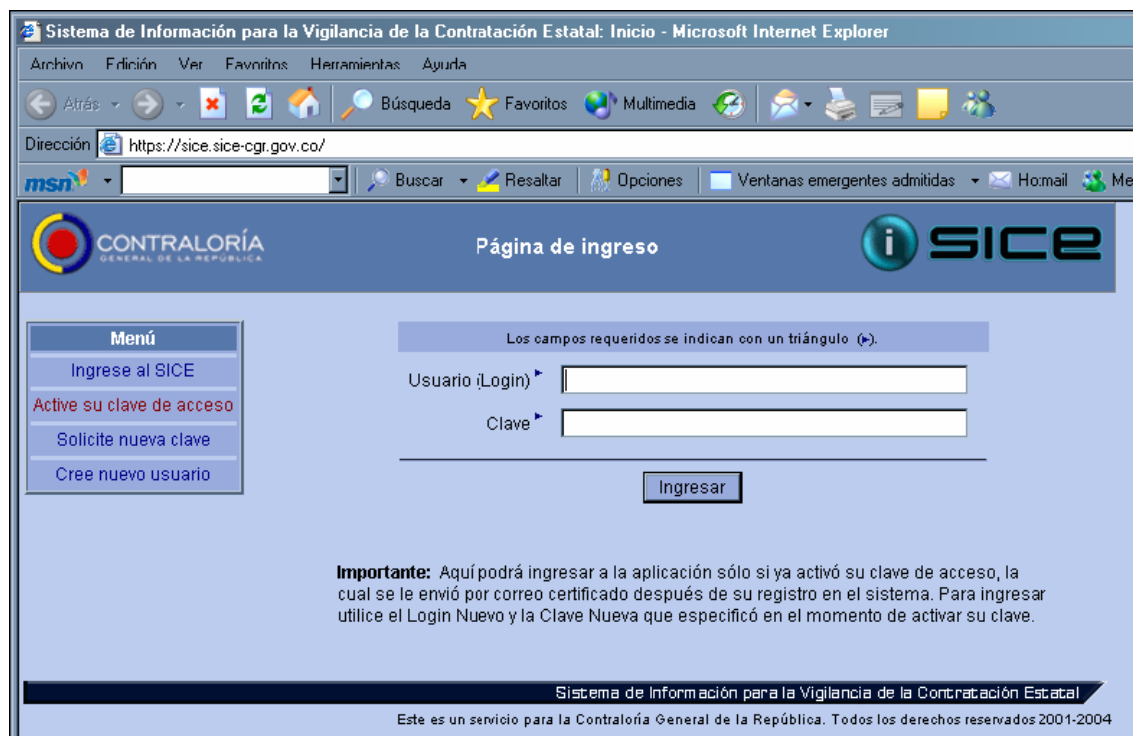 Sistema de Información para la Vigilancia de la Contratación Estatal: Inicio - Microsoft Internet Explorer
Archivo Edición Ver Favoritos Herramientas Ayuda
Atrás Búsqueda Favoritos Multimedia
Dirección https://sice.sice-cgr.gov.co/
msn Buscar Resaltar Opciones Ventanas emergentes admitidas Hotmail Me
CONTRALORÍA
GENERAL DE LA REPÚBLICA
Página de ingreso
i SICE
Menú
Ingrese al SICE
Active su clave de acceso
Solicite nueva clave
Cree nuevo usuario
Los campos requeridos se indican con un triángulo (►).
Usuario (Login) ►
Clave ►
Ingresar
Importante: Aquí podrá ingresar a la aplicación sólo si ya activó su clave de acceso, la
cual se le envió por correo certificado después de su registro en el sistema. Para ingresar
utilice el Login Nuevo y la Clave Nueva que especificó en el momento de activar su clave.
Sistema de Información para la Vigilancia de la Contratación Estatal
Este es un servicio para la Contraloría General de la República. Todos los derechos reservados 2001-2004